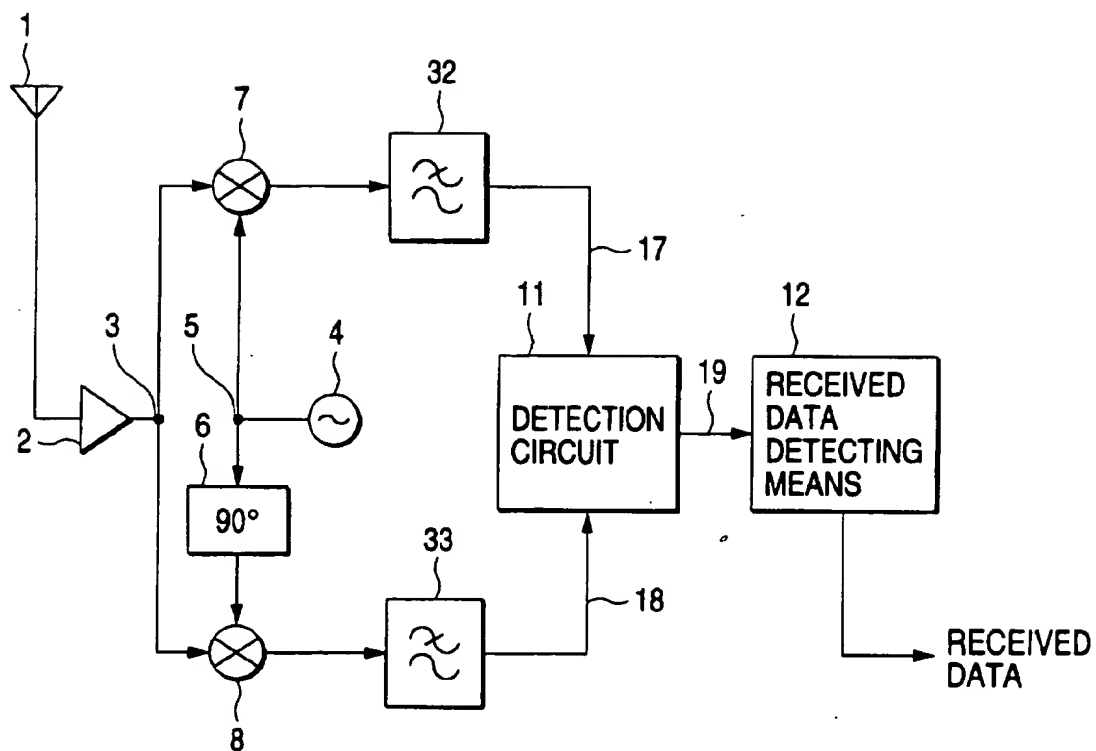 1
32
7
17
11
12
3
5
4
19
RECEIVED
DATA
DETECTING
MEANS
DETECTION
CIRCUIT
2
6
90°
33
18
8
RECEIVED
DATA